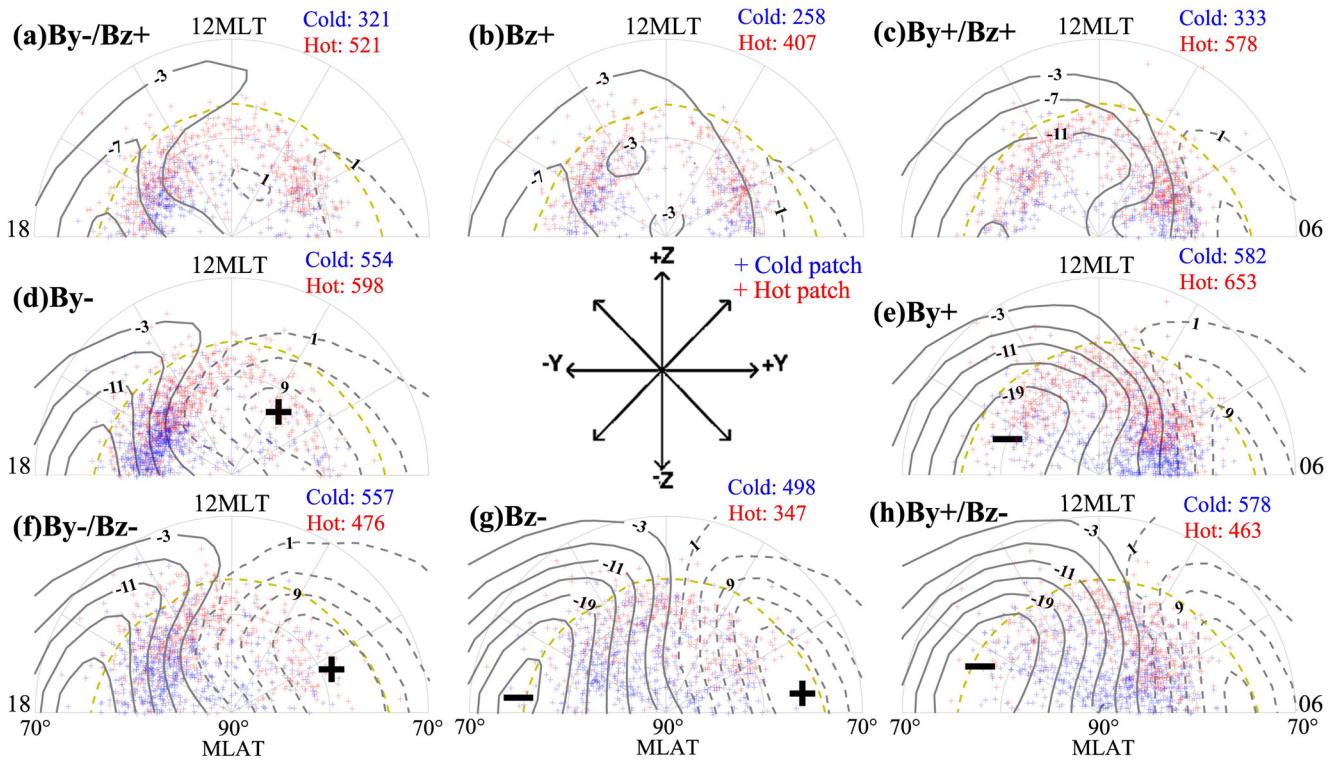 (a)By-/Bz+
12MLT
Cold: 321
Hot: 521
-3
-7
1
1
18
(b)Bz+
12MLT
Cold: 258
Hot: 407
-3
-3
-7
-3
1
(c)By+/Bz+
12MLT
Cold: 333
Hot: 578
-3
-7
-11
1
06
(d)By-
12MLT
Cold: 554
Hot: 598
-3
1
-11
9
+
18
+Z
+ Cold patch
+ Hot patch
-Y
+Y
-Z
(e)By+
12MLT
Cold: 582
Hot: 653
-3
1
-11
-19
9
−
06
(f)By-/Bz-
12MLT
Cold: 557
Hot: 476
-3
1
-11
9
+
18
70°
90°
70°
MLAT
(g)Bz-
Cold: 498
Hot: 347
-3
1
-11
9
-19
−
+
70°
90°
70°
MLAT
(h)By+/Bz-
12MLT
Cold: 578
Hot: 463
-3
1
-11
-19
9
−
06
70°
90°
70°
MLAT